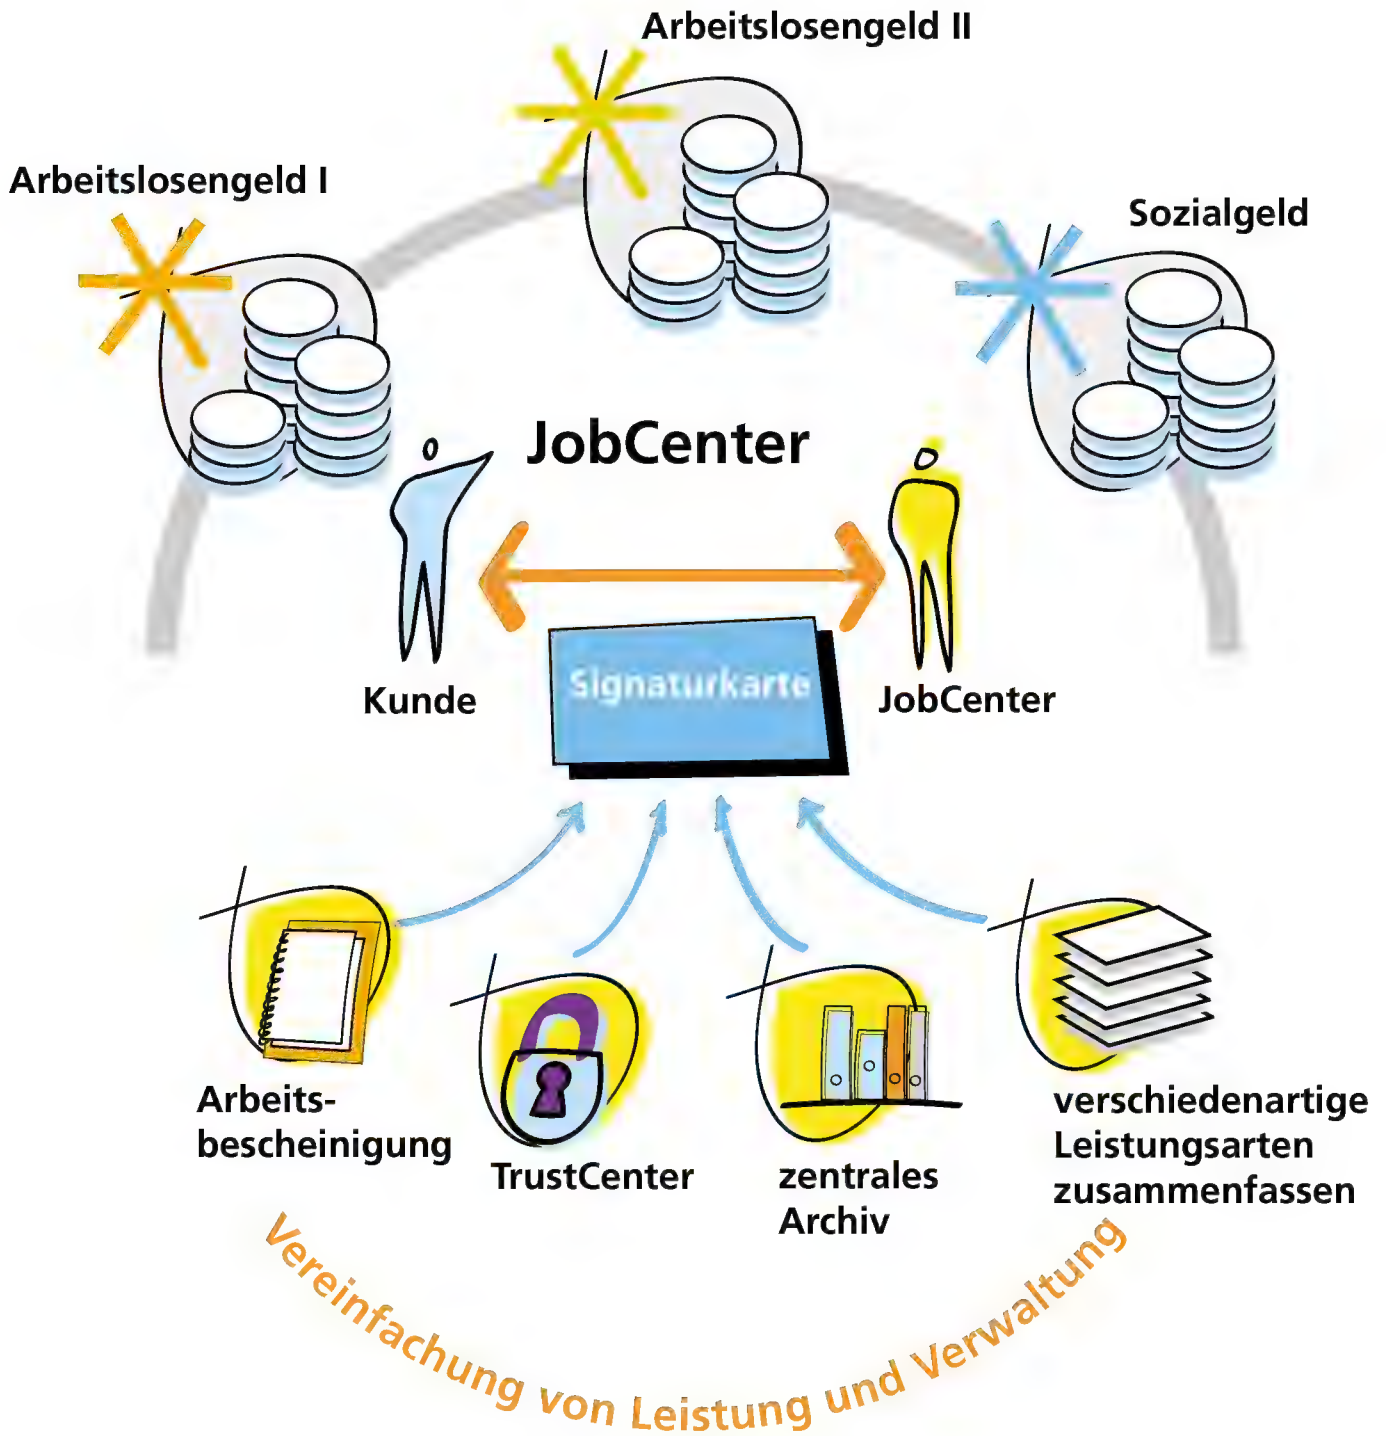 Arbeitslosengeld II
Arbeitslosengeld I
Sozialgeld
JobCenter
Kunde
Signaturkarte
JobCenter
Arbeits-
bescheinigung
TrustCenter
zentrales
Archiv
verschiedenartige
Leistungsarten
zusammenfassen
Vereinfachung von Leistung und Verwaltung